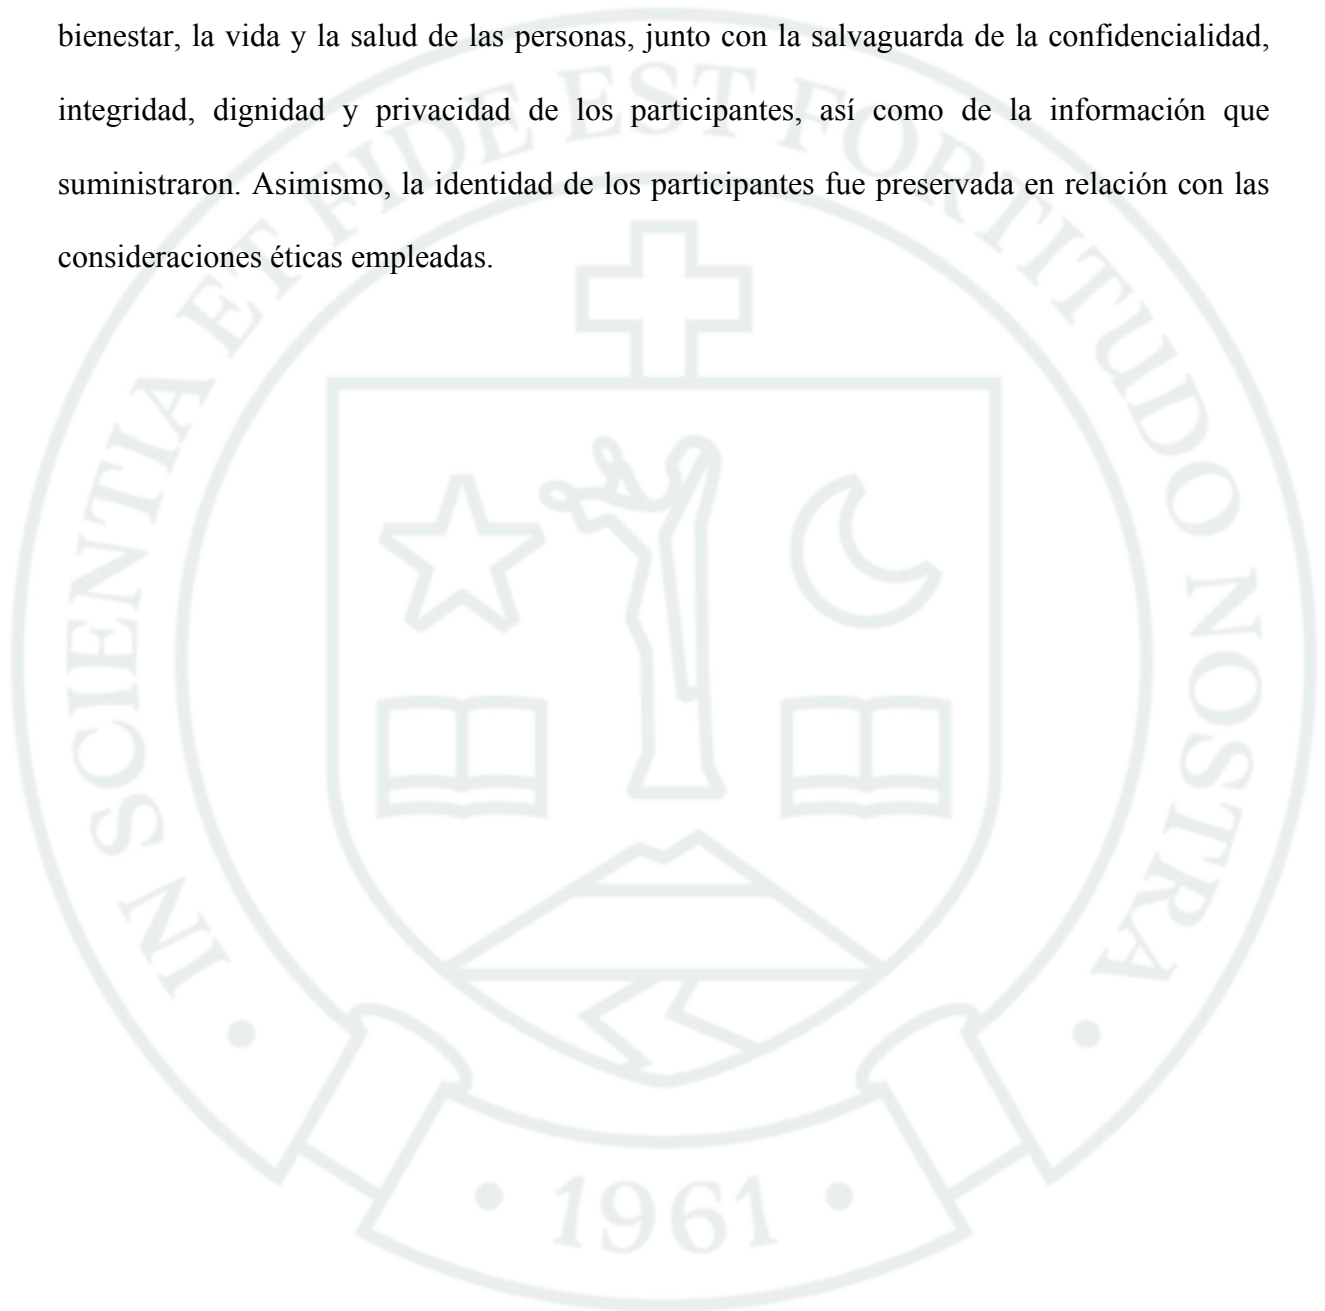 bienestar, la vida y la salud de las personas, junto con la salvaguarda de la confidencialidad,
integridad, dignidad y privacidad de los participantes, así como de la información que
suministraron. Asimismo, la identidad de los participantes fue preservada en relación con las
consideraciones éticas empleadas.
IN SCIENTIA ET FIDE EST FORTITUDO NOSTRA
• 1961 •